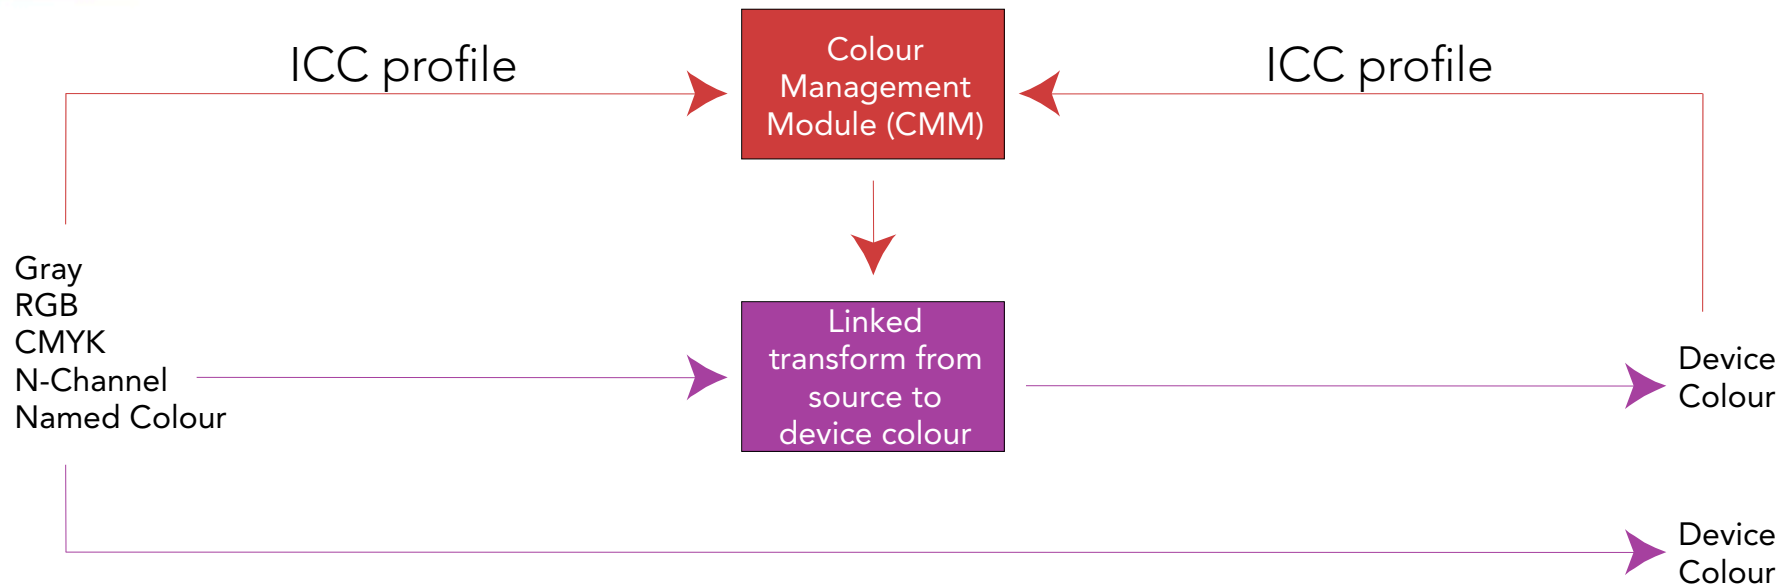 ICC profile
Colour
Management
Module (CMM)
ICC profile
Gray
RGB
CMYK
N-Channel
Named Colour
Linked
transform from
source to
device colour
Device
Colour
Device
Colour